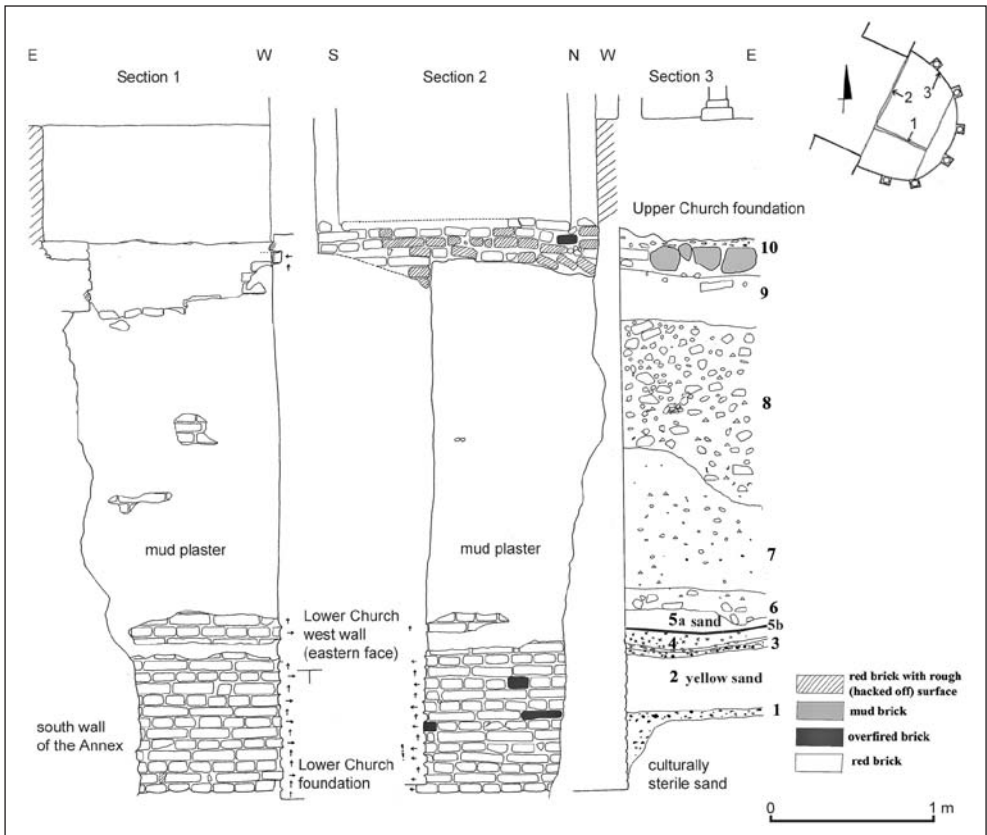 E W S N W E
Section 1 Section 2 Section 3
3
2
1
Upper Church foundation
10
9
8
mud plaster mud plaster
7
6
5a sand 5b
Lower Church
west wall
(eastern face)
4 3
2 yellow sand
1
south wall
of the Annex
Lower Church
foundation
culturally
sterile sand
red brick with rough
(hacked off) surface
mud brick
overfired brick
red brick
0 1 m